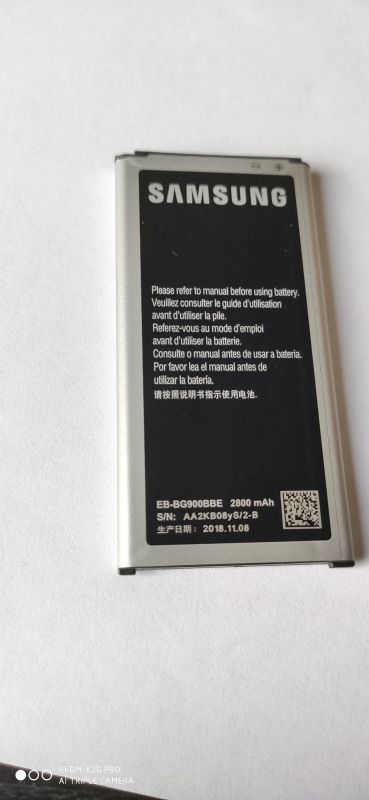 SAMSUNG
Please refer to manual before using battery.
Veuillez consulter le guide d'utilisation
avant d'utiliser la pile.
Referez-vous au mode d'emploi
avant d'utiliser la batterie.
Consulte o manual antes de usar a bateria.
Por favor lea el manual antes de
utilizar la batería.
请按照说明书指示使用电池.
EB-BG900BBE 2800 mAh
S/N: AA2KB08yS/2-B
生产日期: 2018.11.08
REDMI K20 PRO
AI TRIPLE CAMERA